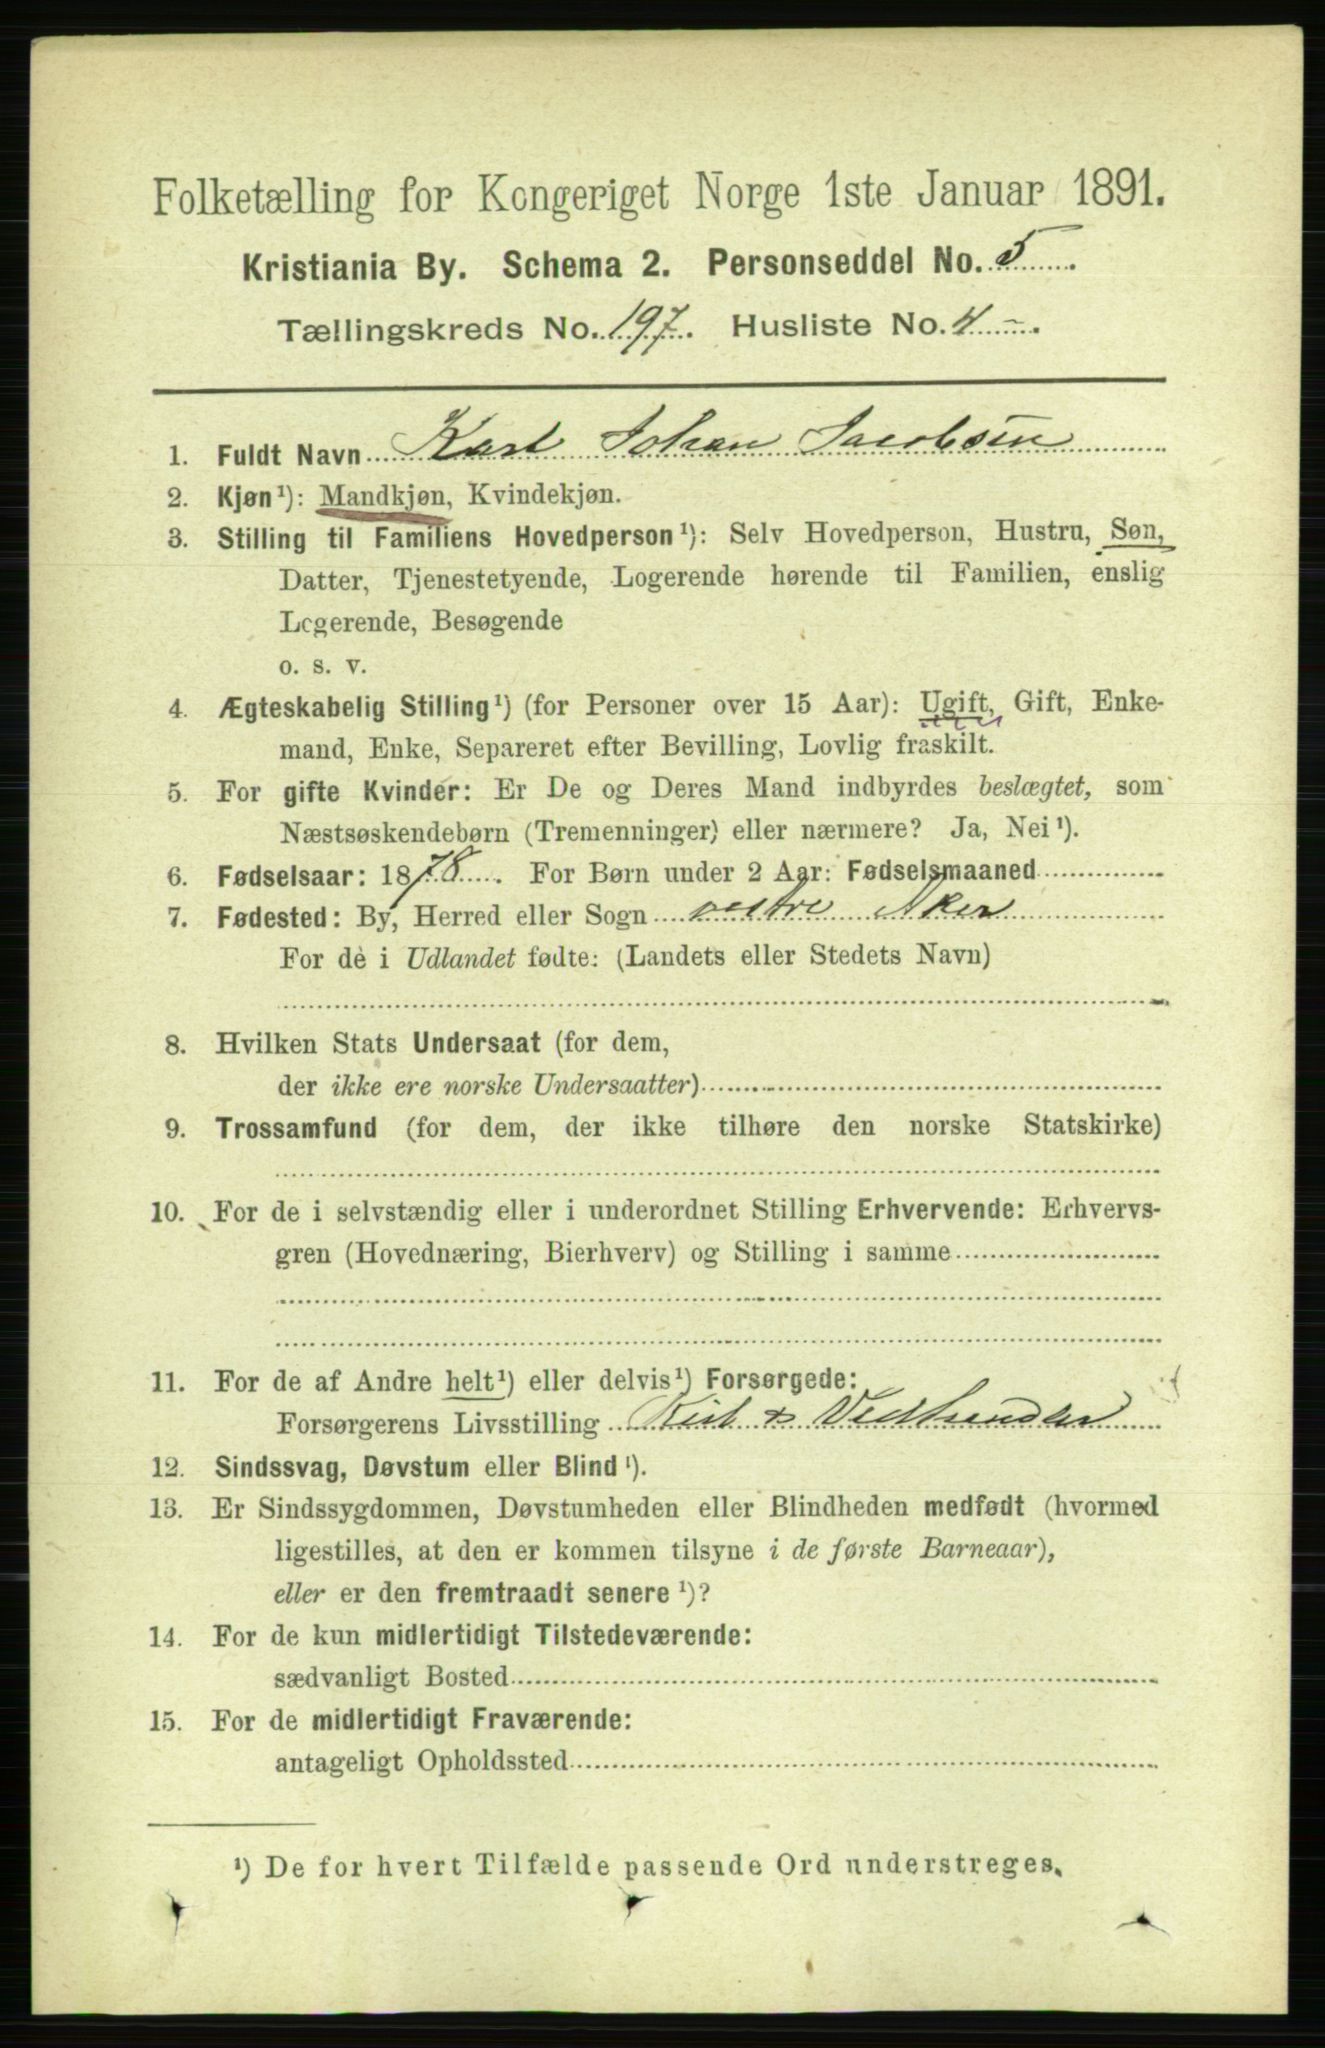 Folketælling for Kongeriget Norge 1ste Januar 1891.
Kristiania By. Schema 2. Personseddel No. 5
Tællingskreds No. 197. Husliste No. 4
1. Fuldt Navn Karl Johan Jacobsen
2. Kjøn¹): Mandkjøn, Kvindekjøn.
3. Stilling til Familiens Hovedperson¹): Selv Hovedperson, Hustru, Søn,
Datter, Tjenestetyende, Logerende hørende til Familien, enslig
Logerende, Besøgende
o. s. v.
4. Ægteskabelig Stilling¹) (for Personer over 15 Aar): Ugift, Gift, Enke-
mand, Enke, Separeret efter Bevilling, Lovlig fraskilt.
5. For gifte Kvinder: Er De og Deres Mand indbyrdes beslægtet, som
Næstsøskendebørn (Tremenninger) eller nærmere? Ja, Nei¹).
6. Fødselsaar: 1878. For Børn under 2 Aar: Fødselsmaaned
7. Fødested: By, Herred eller Sogn vestre Aker
For de i Udlandet fødte: (Landets eller Stedets Navn)
8. Hvilken Stats Undersaat (for dem,
der ikke ere norske Undersaatter)
9. Trossamfund (for dem, der ikke tilhøre den norske Statskirke)
10. For de i selvstændig eller i underordnet Stilling Erhvervende: Erhvervs-
gren (Hovednæring, Bierhverv) og Stilling i samme
11. For de af Andre helt¹) eller delvis¹) Forsørgede:
Forsørgerens Livsstilling & Vedhandler
12. Sindssvag, Døvstum eller Blind¹).
13. Er Sindssygdommen, Døvstumheden eller Blindheden medfødt (hvormed
ligestilles, at den er kommen tilsyne i de første Barneaar),
eller er den fremtraadt senere¹)?
14. For de kun midlertidigt Tilstedeværende:
sædvanligt Bosted
15. For de midlertidigt Fraværende:
antageligt Opholdssted
¹) De for hvert Tilfælde passende Ord understreges.